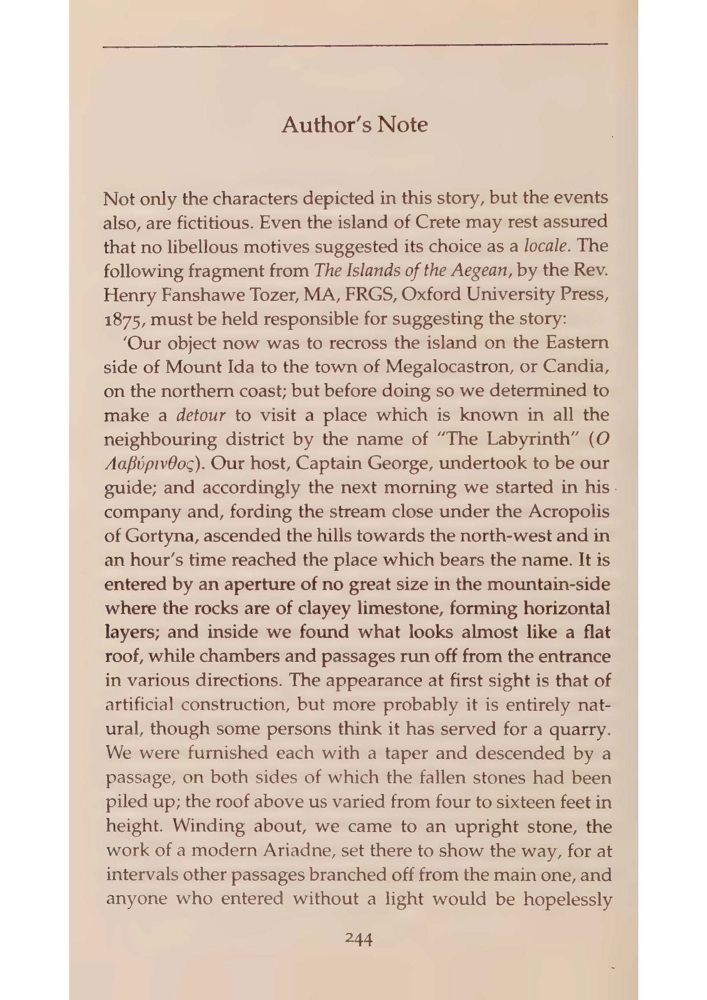 Author's Note
Not only the characters depicted in this story, but the events
also, are fictitious. Even the island of Crete may rest assured
that no libellous motives suggested its choice as a locale. The
following fragment from The Islands of the Aegean, by the Rev.
Henry Fanshawe Tozer, MA, FRGS, Oxford University Press,
1875, must be held responsible for suggesting the story:
'Our object now was to recross the island on the Eastern
side of Mount Ida to the town of Megalocastron, or Candia,
on the northern coast; but before doing so we determined to
make a detour to visit a place which is known in all the
neighbouring district by the name of "The Labyrinth" (O
Λαβύρινθος). Our host, Captain George, undertook to be our
guide; and accordingly the next morning we started in his
company and, fording the stream close under the Acropolis
of Gortyna, ascended the hills towards the north-west and in
an hour's time reached the place which bears the name. It is
entered by an aperture of no great size in the mountain-side
where the rocks are of clayey limestone, forming horizontal
layers; and inside we found what looks almost like a flat
roof, while chambers and passages run off from the entrance
in various directions. The appearance at first sight is that of
artificial construction, but more probably it is entirely nat-
ural, though some persons think it has served for a quarry.
We were furnished each with a taper and descended by a
passage, on both sides of which the fallen stones had been
piled up; the roof above us varied from four to sixteen feet in
height. Winding about, we came to an upright stone, the
work of a modern Ariadne, set there to show the way, for at
intervals other passages branched off from the main one, and
anyone who entered without a light would be hopelessly
244